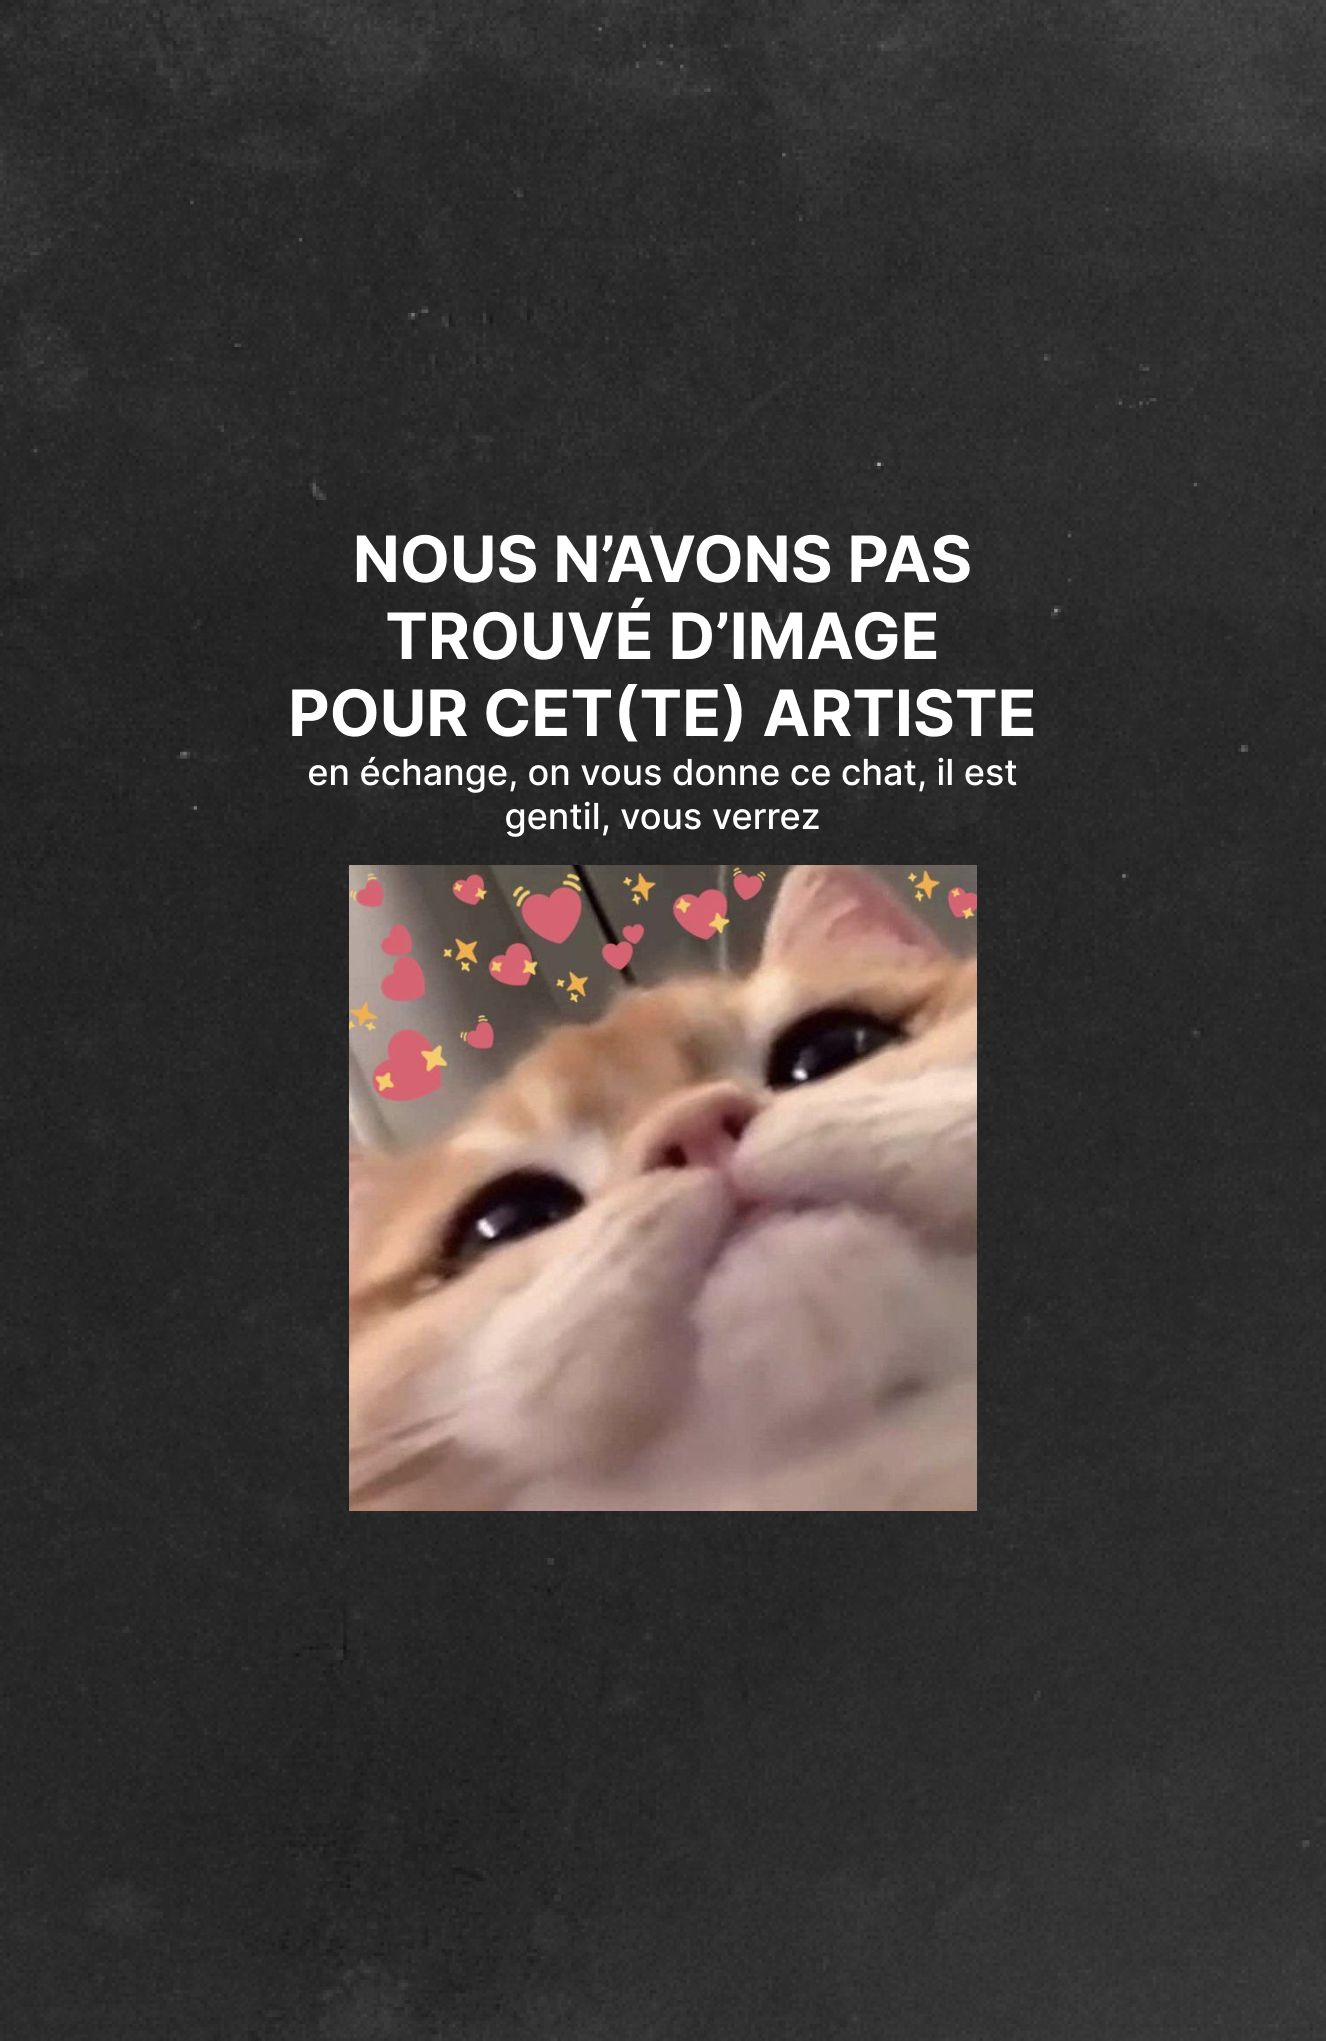 NOUS N’AVONS PAS
TROUVÉ D’IMAGE
POUR CET(TE) ARTISTE
en échange, on vous donne ce chat, il est
gentil, vous verrez